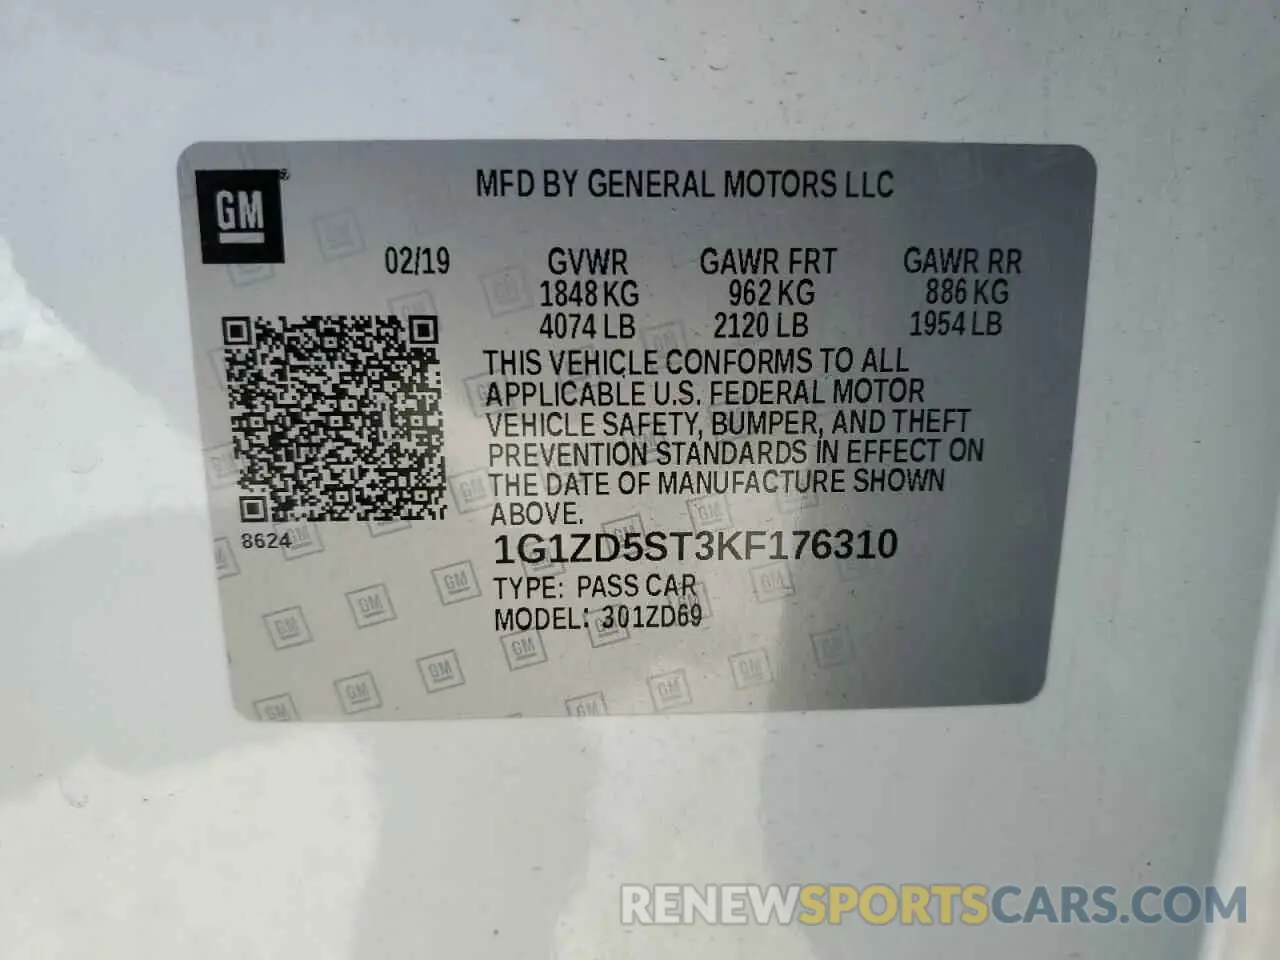 GM®
MFD BY GENERAL MOTORS LLC
02/19 GVWR GAWR FRT GAWR RR
1848 KG 962 KG 886 KG
4074 LB 2120 LB 1954 LB
THIS VEHICLE CONFORMS TO ALL
APPLICABLE U.S. FEDERAL MOTOR
VEHICLE SAFETY, BUMPER, AND THEFT
PREVENTION STANDARDS IN EFFECT ON
THE DATE OF MANUFACTURE SHOWN
ABOVE.
8624
1G1ZD5ST3KF176310
TYPE: PASS CAR
MODEL: 301ZD69
RENEWSPORTSCARS.COM